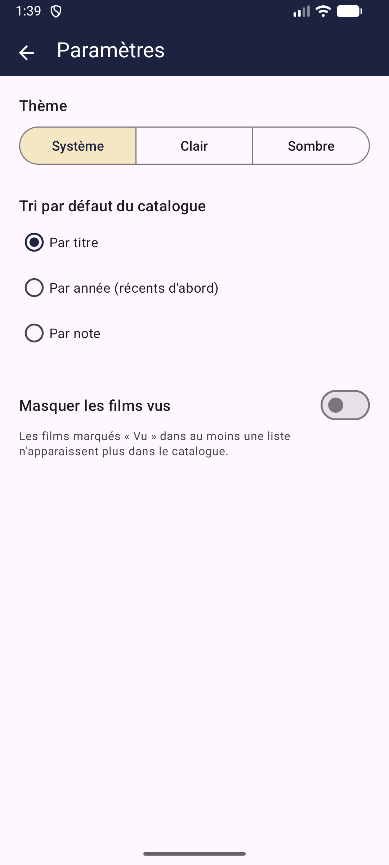 1:39
Paramètres
Thème
Système Clair Sombre
Tri par défaut du catalogue
Par titre
Par année (récents d'abord)
Par note
Masquer les films vus
Les films marqués « Vu » dans au moins une liste
n'apparaissent plus dans le catalogue.